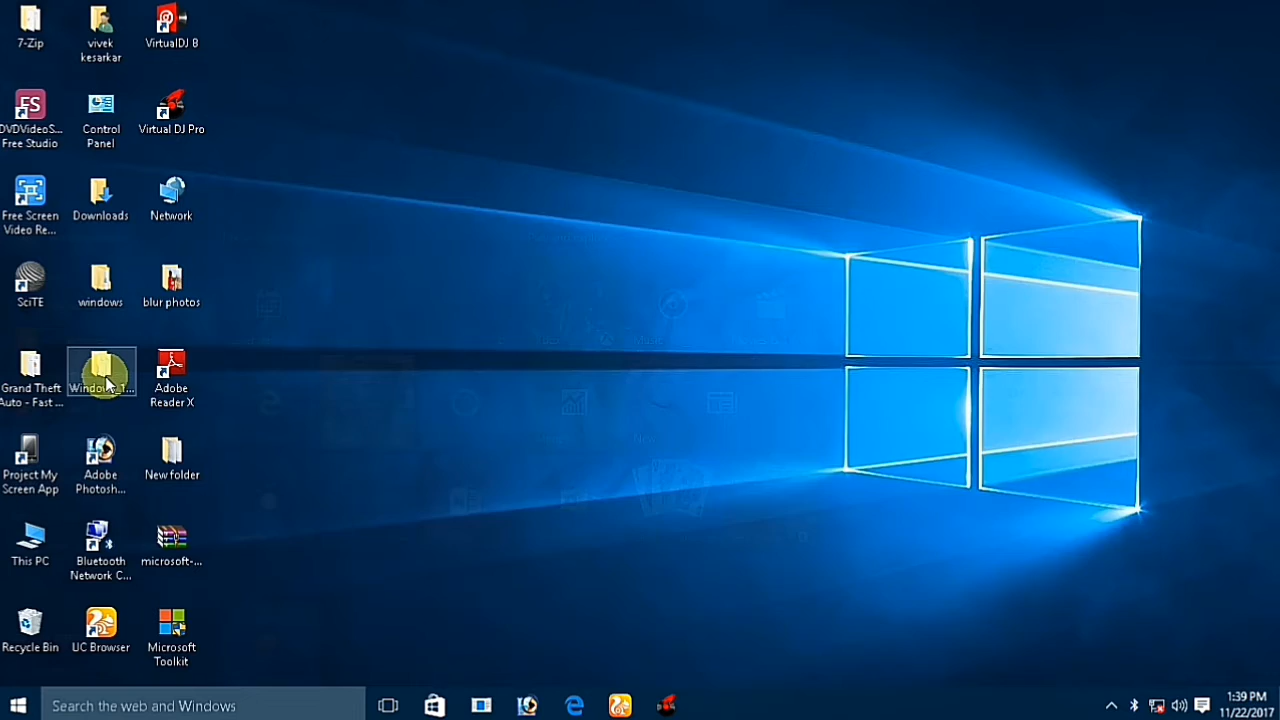 7-Zip
vivek
kesarkar
VirtualDJ 8
FS
DVDVideoS...
Free Studio
Control
Panel
Virtual DJ Pro
Free Screen
Video Re...
Downloads
Network
SciTE
windows
blur photos
Grand Theft
Auto - Fast ...
Adobe
Reader X
Project My
Screen App
Adobe
Photosh...
New folder
This PC
Bluetooth
Network C...
microsoft-...
Recycle Bin
UC Browser
Microsoft
Toolkit
Search the web and Windows
1:39 PM
11/22/2017